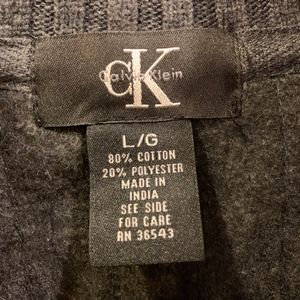 CK
Calvin Klein
L/G
80% COTTON
20% POLYESTER
MADE IN
INDIA
SEE SIDE
FOR CARE
RN 36543